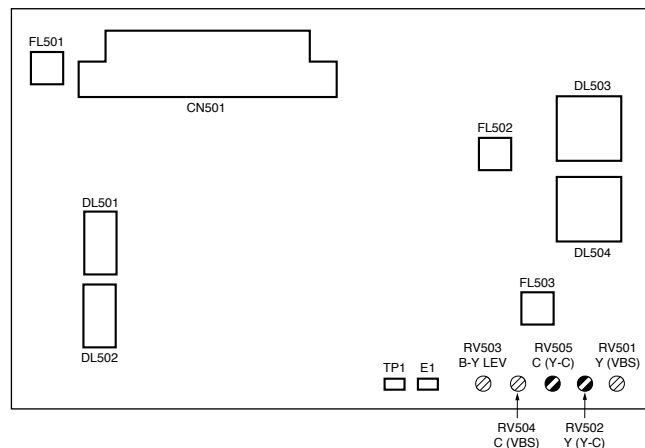 FL501
CN501
DL503
FL502
DL501
DL504
FL503
DL502
TP1
E1
RV503
B-Y LEV
RV505
C (Y-C)
RV501
Y (VBS)
RV504
C (VBS)
RV502
Y (Y-C)